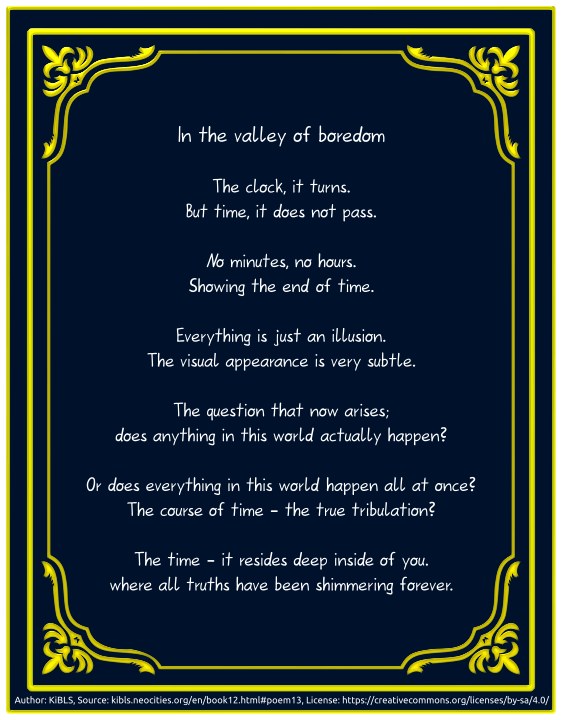 In the valley of boredom
The clock, it turns.
But time, it does not pass.
No minutes, no hours.
Showing the end of time.
Everything is just an illusion.
The visual appearance is very subtle.
The question that now arises;
does anything in this world actually happen?
Or does everything in this world happen all at once?
The course of time – the true tribulation?
The time – it resides deep inside of you.
where all truths have been shimmering forever.
Author: KiBLS, Source: kibls.neocities.org/en/book12.html#poem13, License: https://creativecommons.org/licenses/by-sa/4.0/